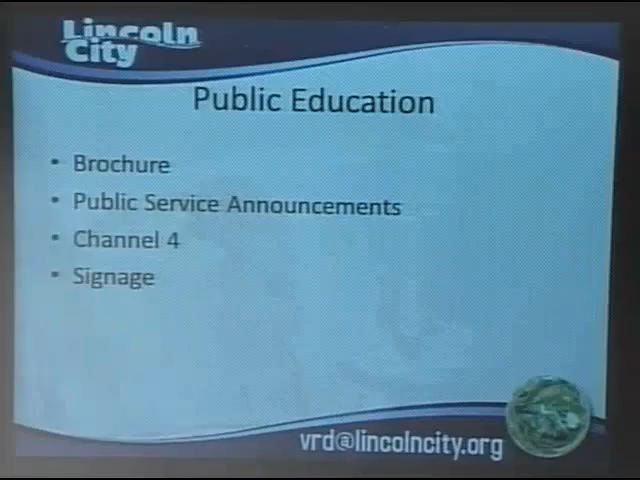 Lincoln
City
Public Education
• Brochure
• Public Service Announcements
• Channel 4
• Signage
vrd@lincolncity.org